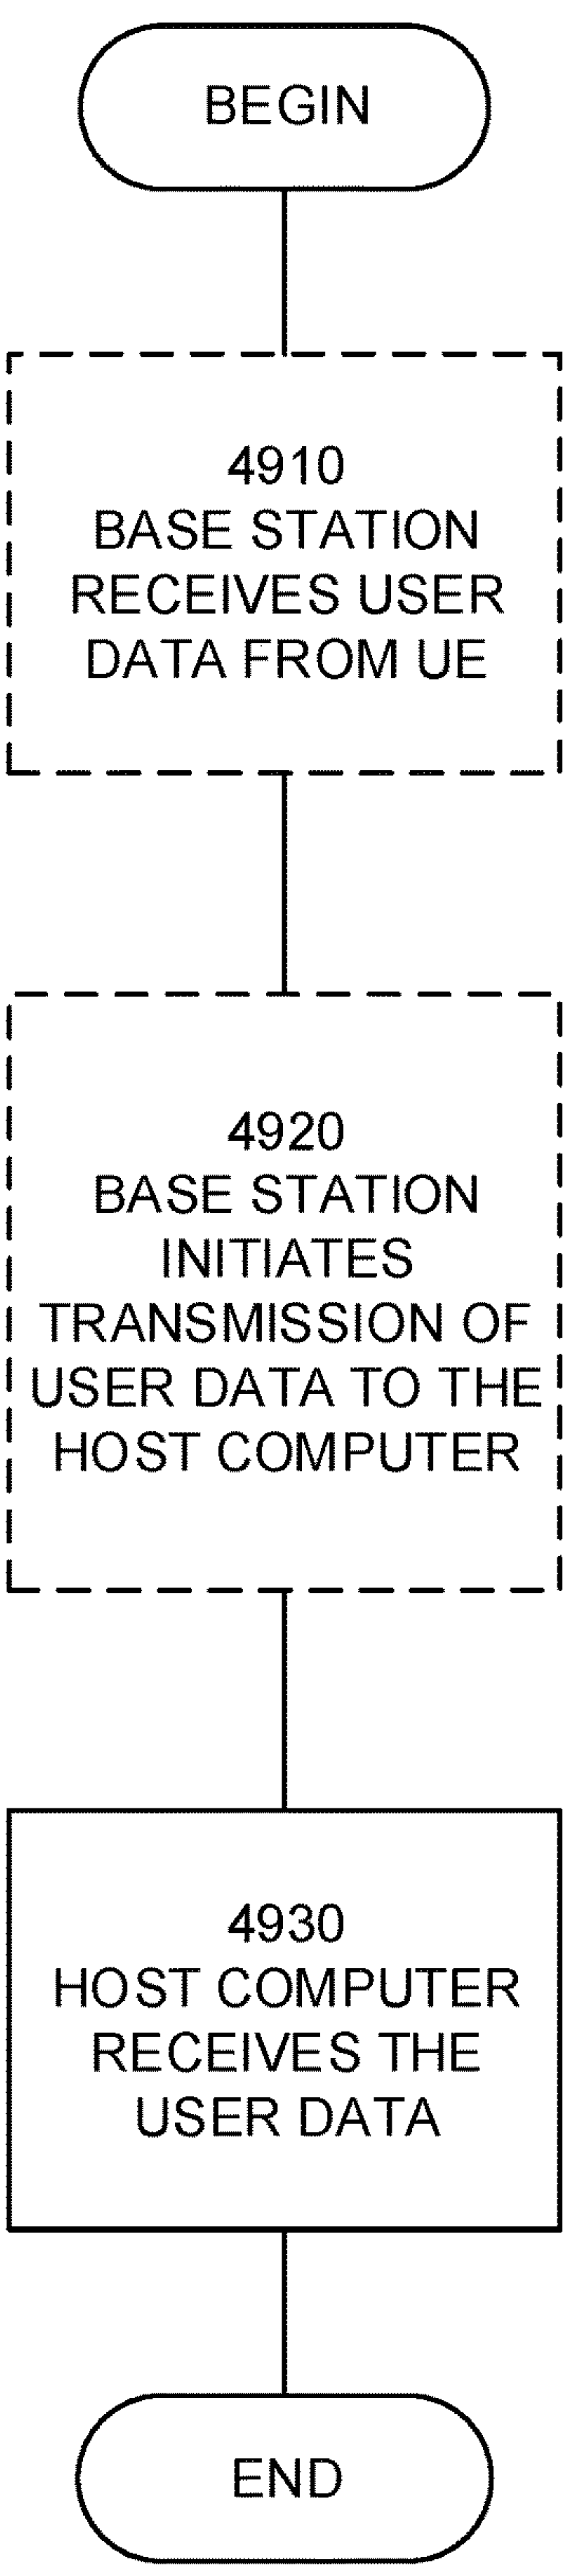 BEGIN
4910
BASE STATION
RECEIVES USER
DATA FROM UE
4920
BASE STATION
INITIATES
TRANSMISSION OF
USER DATA TO THE
HOST COMPUTER
4930
HOST COMPUTER
RECEIVES THE
USER DATA
END